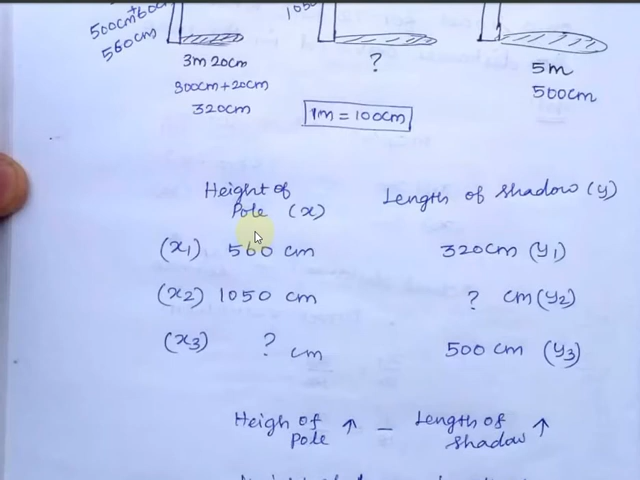 500cm+60cm
560cm
1050
3m 20cm
300cm+20cm
320cm
?
5m
500cm
1m = 100cm
Height of Pole (x) Length of shadow (y)
(x1) 560 cm 320cm (y1)
(x2) 1050 cm ? cm (y2)
(x3) ? cm 500 cm (y3)
Heigh of Pole ↑ — Length of shadow ↑